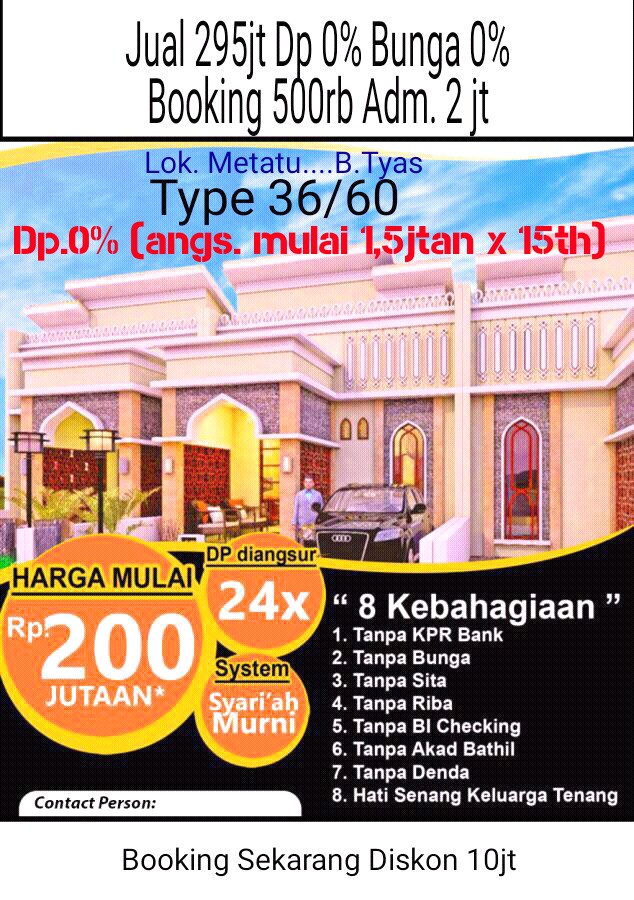 Jual 295jt Dp 0% Bunga 0%
Booking 500rb Adm. 2 jt
Lok. Metatu....B.Tyas
Type 36/60
Dp.0% (angs. mulai 1,5jtan x 15th)
HARGA MULAI
Rp.200
JUTAAN*
DP diangsur
24x
System
Syari'ah
Murni
“ 8 Kebahagiaan ”
1. Tanpa KPR Bank
2. Tanpa Bunga
3. Tanpa Sita
4. Tanpa Riba
5. Tanpa BI Checking
6. Tanpa Akad Bathil
7. Tanpa Denda
8. Hati Senang Keluarga Tenang
Contact Person:
Booking Sekarang Diskon 10jt